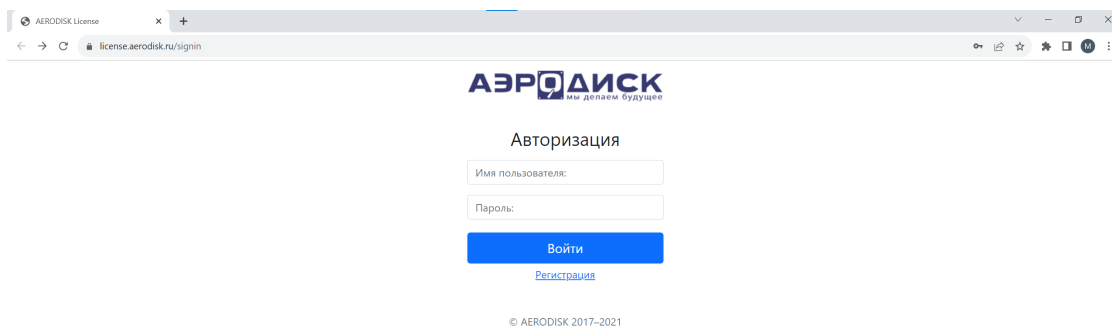 AERODISK License
license.aerodisk.ru/signin
M
АЭРОДИСК
мы делаем будущее
Авторизация
Имя пользователя:
Пароль:
Войти
Регистрация
© AERODISK 2017–2021